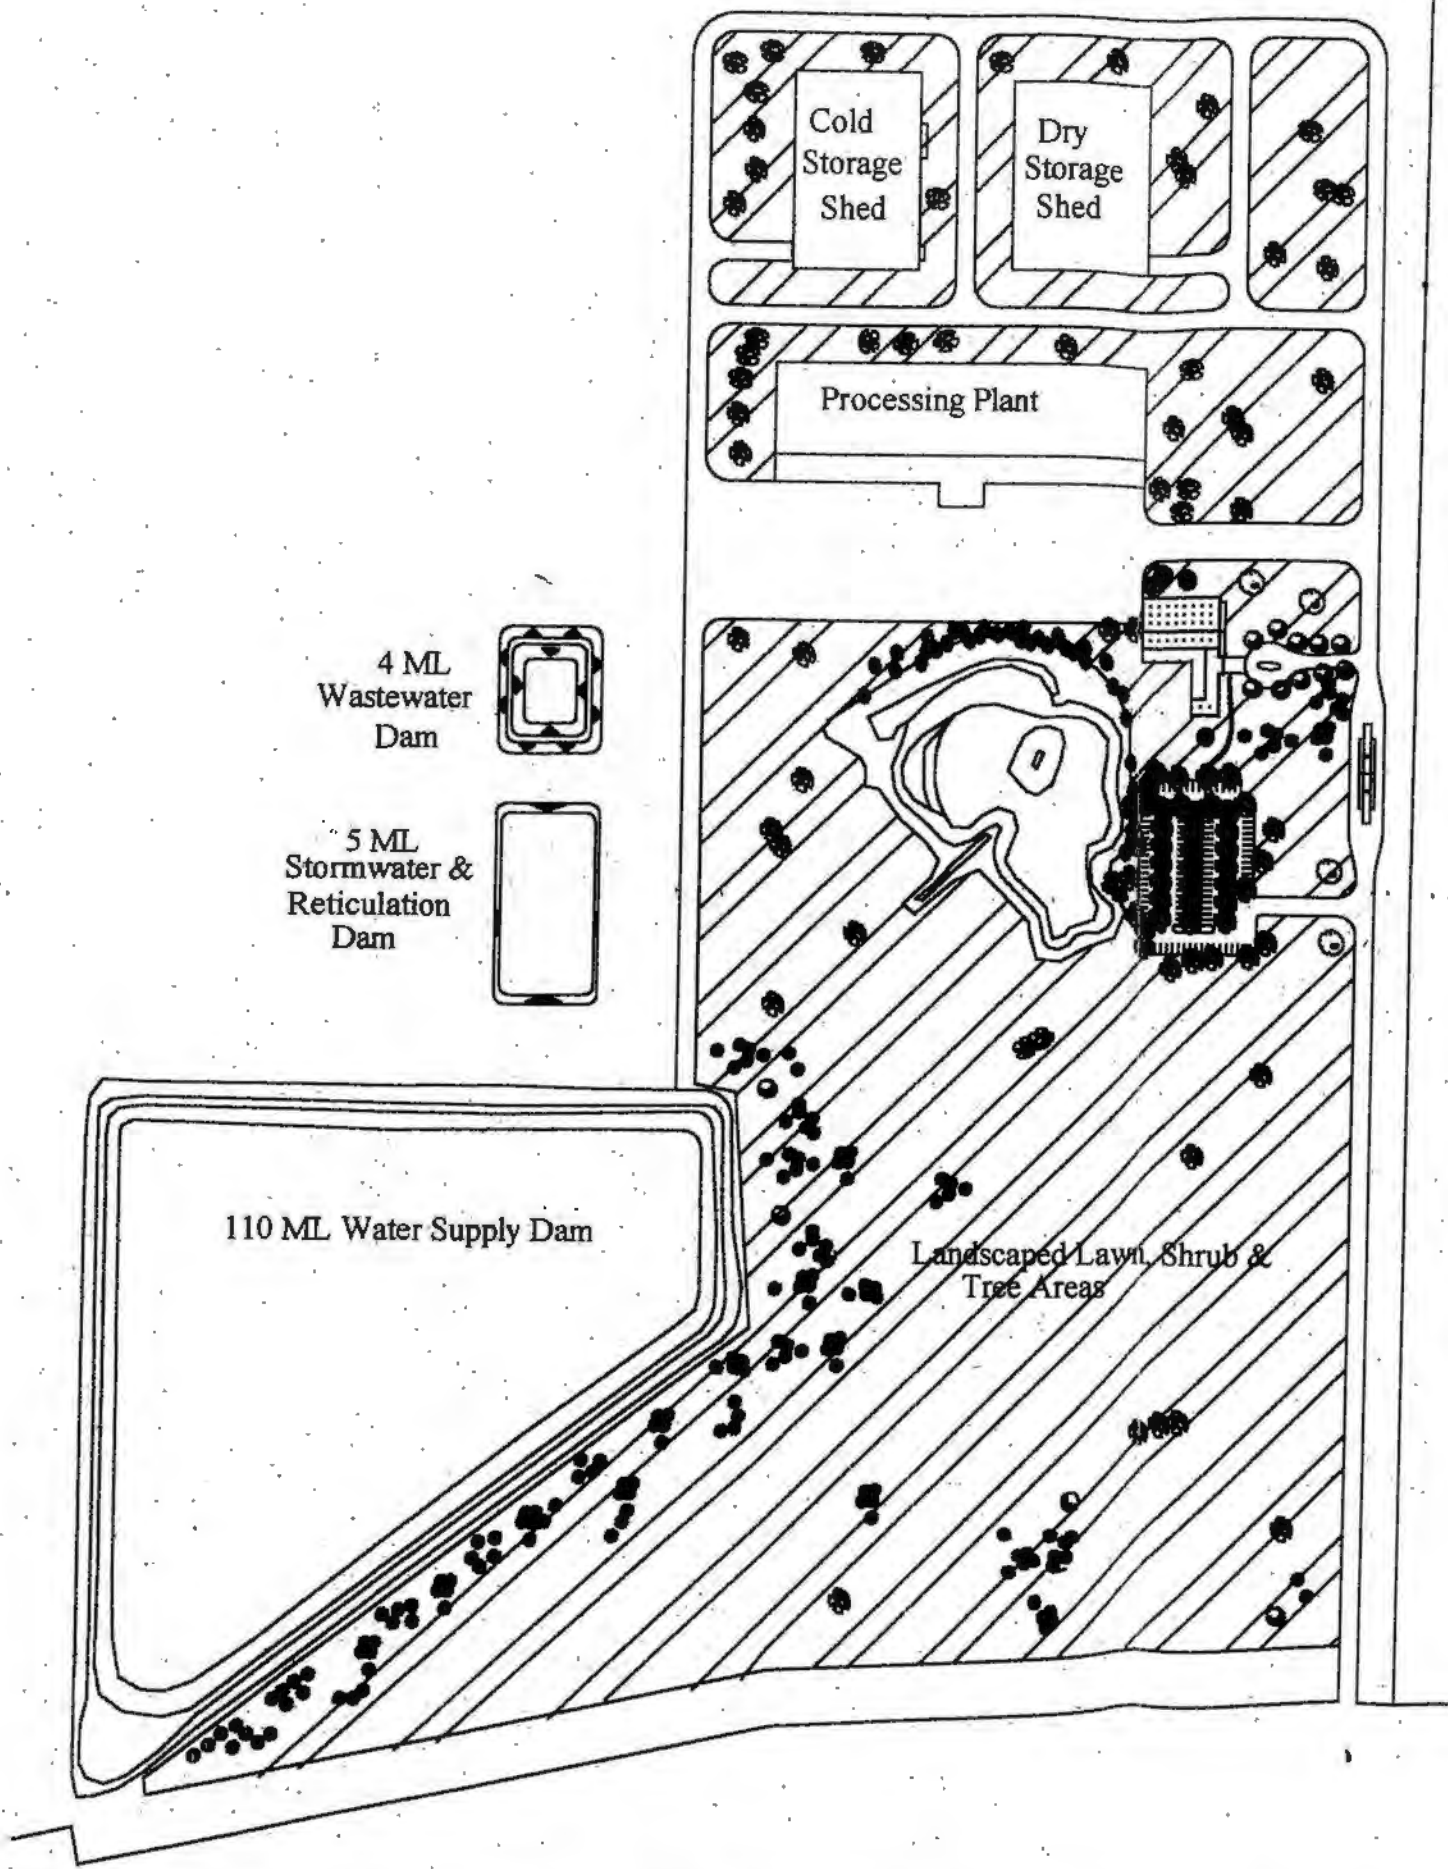 Cold
Storage
Shed
Dry
Storage
Shed
Processing Plant
4 ML
Wastewater
Dam
5 ML
Stormwater &
Reticulation
Dam
110 ML Water Supply Dam
Landscaped Lawn, Shrub &
Tree Areas